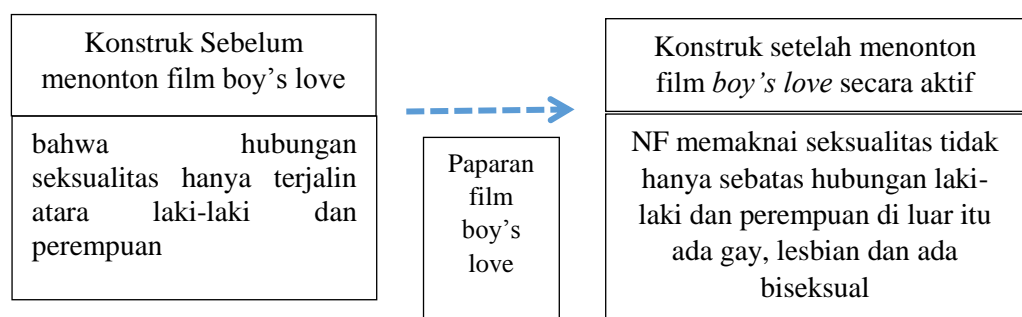 Konstruk Sebelum
menonton film boy’s love
bahwa hubungan
seksualitas hanya terjalin
atara laki-laki dan
perempuan
Paparan
film
boy’s
love
Konstruk setelah menonton
film boy’s love secara aktif
NF memaknai seksualitas tidak
hanya sebatas hubungan laki-
laki dan perempuan di luar itu
ada gay, lesbian dan ada
biseksual